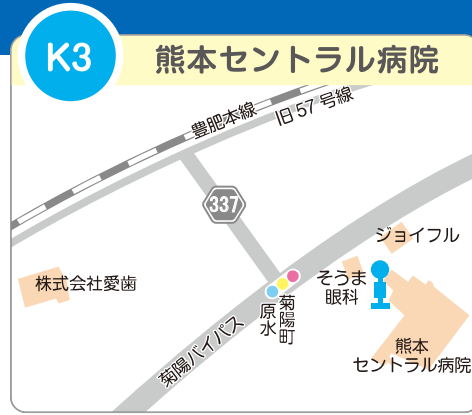 K3
熊本セントラル病院
豊肥本線
旧57号線
337
ジョイフル
株式会社愛歯
そうま
眼科
菊陽町
原水
菊陽バイパス
熊本
セントラル病院